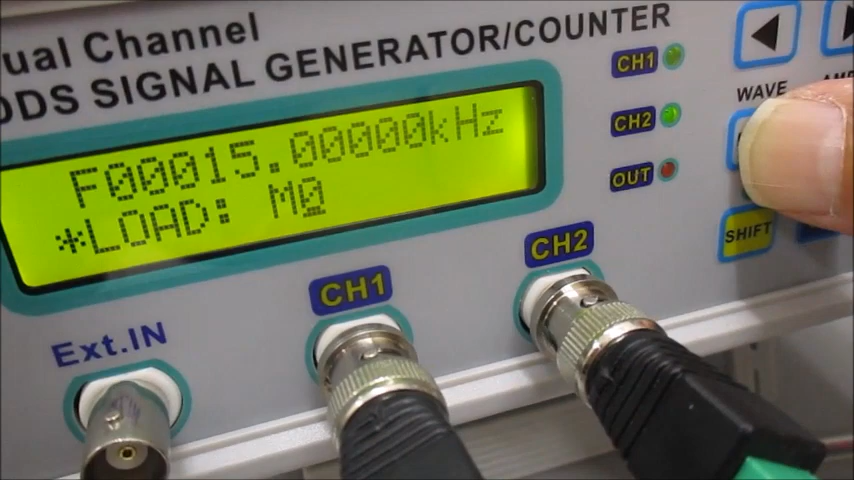 ual Channel
DDS SIGNAL GENERATOR/COUNTER
F00015.00000kHz
*LOAD: M0
CH1
CH2
OUT
WAVE
SHIFT
Ext.IN
CH1
CH2